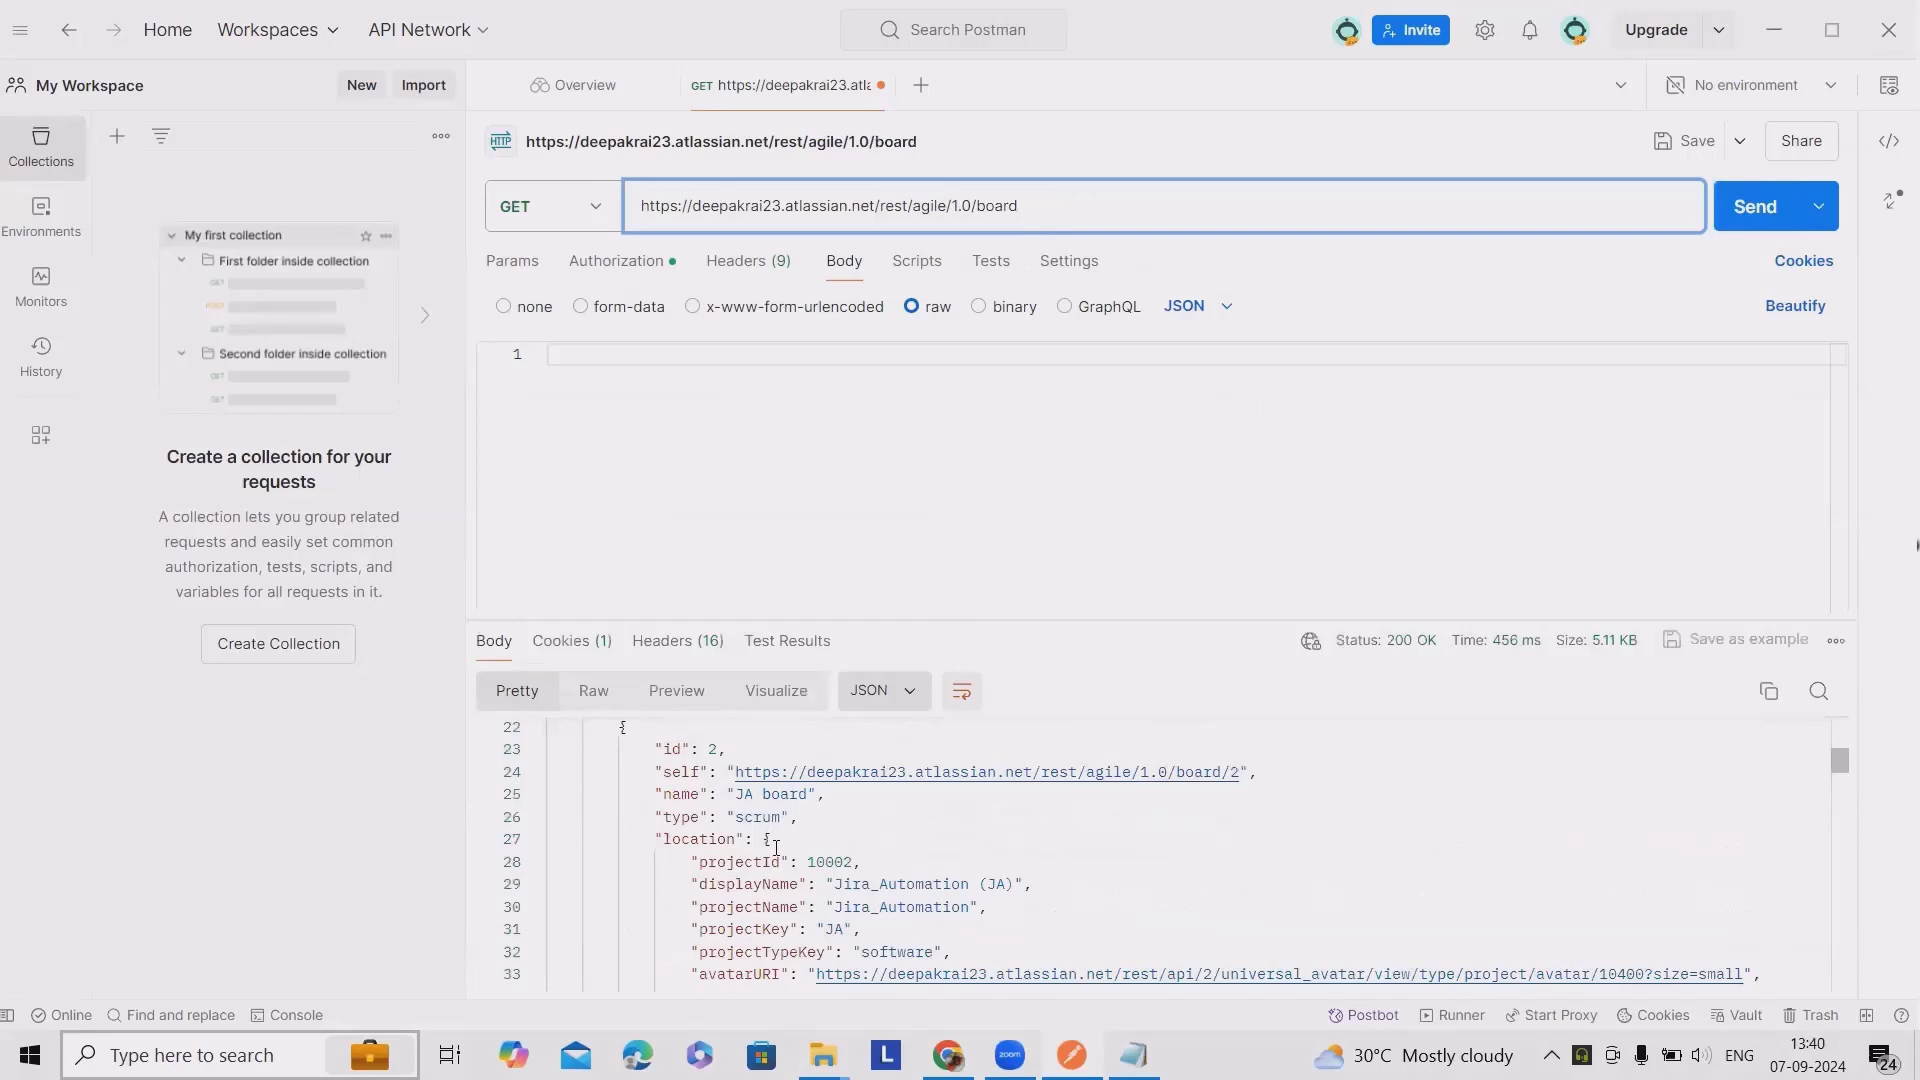 Home
Workspaces
API Network
Search Postman
Invite
Upgrade
My Workspace
New
Import
Overview
GET https://deepakrai23.atla
No environment
HTTP https://deepakrai23.atlassian.net/rest/agile/1.0/board
Save
Share
Collections
Environments
Monitors
History
GET
https://deepakrai23.atlassian.net/rest/agile/1.0/board
Send
Params
Authorization
Headers (9)
Body
Scripts
Tests
Settings
Cookies
none
form-data
x-www-form-urlencoded
raw
binary
GraphQL
JSON
Beautify
1
My first collection
First folder inside collection
GET
POST
GET
Second folder inside collection
GET
GET
Create a collection for your
requests
A collection lets you group related
requests and easily set common
authorization, tests, scripts, and
variables for all requests in it.
Create Collection
Body
Cookies (1)
Headers (16)
Test Results
Status: 200 OK
Time: 456 ms
Size: 5.11 KB
Save as example
Pretty
Raw
Preview
Visualize
JSON
22 {
23 "id": 2,
24 "self": "https://deepakrai23.atlassian.net/rest/agile/1.0/board/2",
25 "name": "JA board",
26 "type": "scrum",
27 "location": {
28 "projectId": 10002,
29 "displayName": "Jira_Automation (JA)",
30 "projectName": "Jira_Automation",
31 "projectKey": "JA",
32 "projectTypeKey": "software",
33 "avatarURI": "https://deepakrai23.atlassian.net/rest/api/2/universal_avatar/view/type/project/avatar/10400?size=small",
Online
Find and replace
Console
Postbot
Runner
Start Proxy
Cookies
Vault
Trash
Type here to search
L
zoom
30°C Mostly cloudy
ENG
13:40
07-09-2024
24